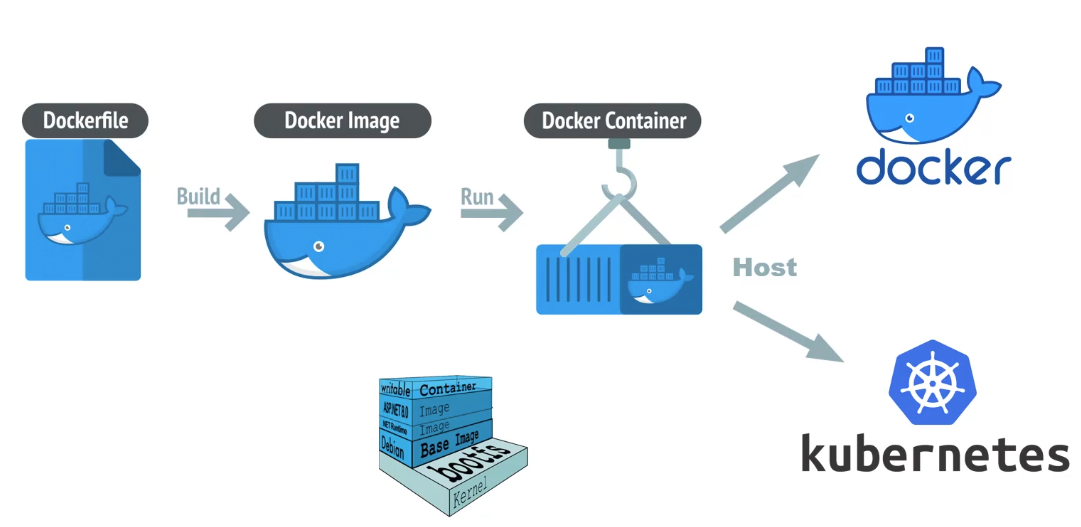 Dockerfile
Docker Image
Docker Container
Build
Run
docker
Host
kubernetes
writable Container
ASP.NET 8.0 Image
.NET Runtime Image
Debion Base Image
bootfs
Kernel